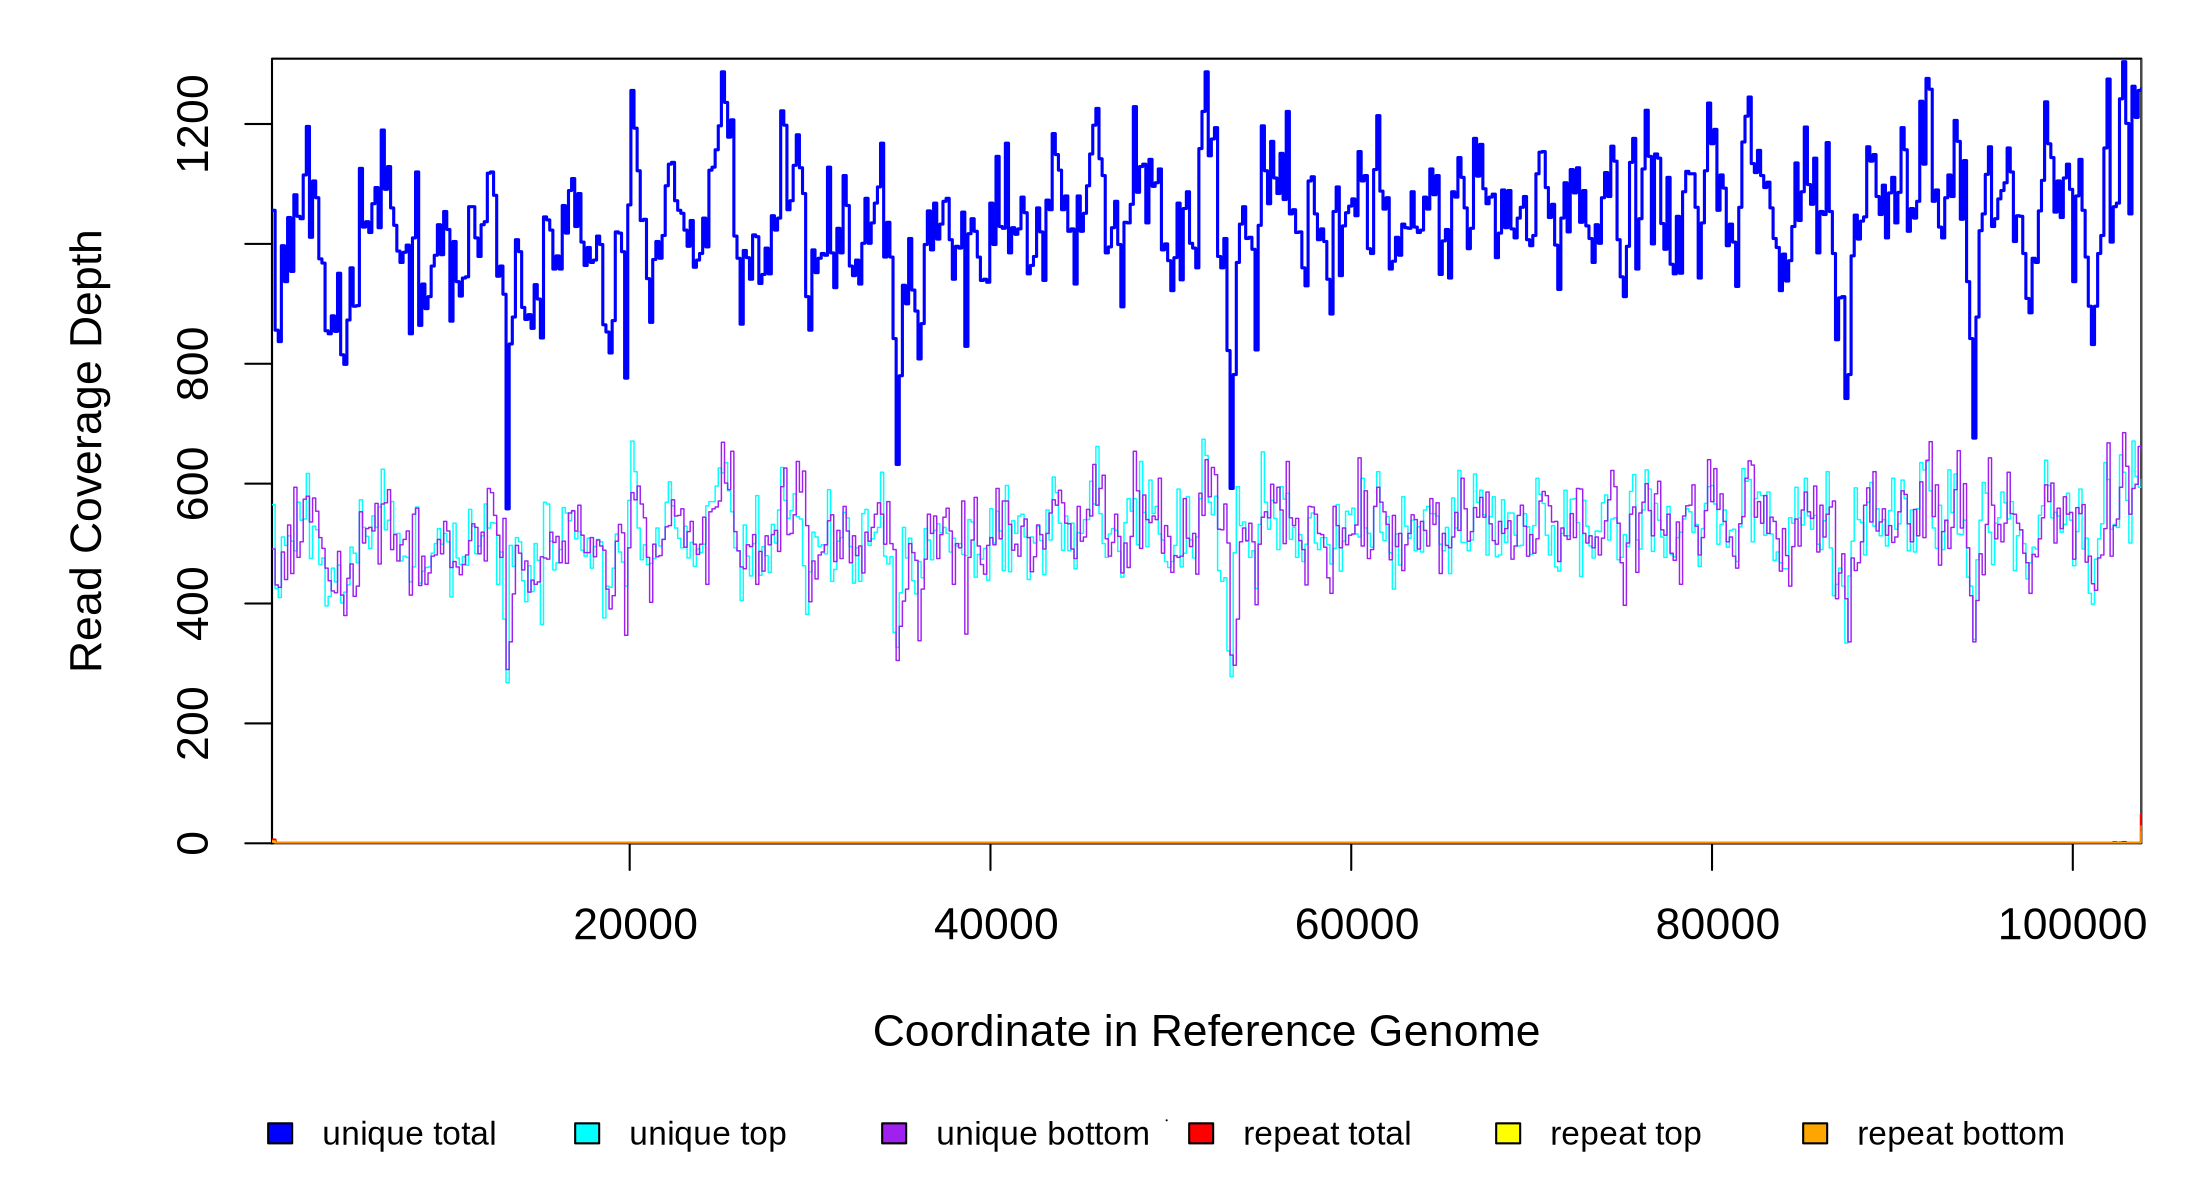 Read Coverage Depth
1200
800
600
400
200
0
20000 40000 60000 80000 100000
Coordinate in Reference Genome
unique total unique top unique bottom repeat total repeat top repeat bottom